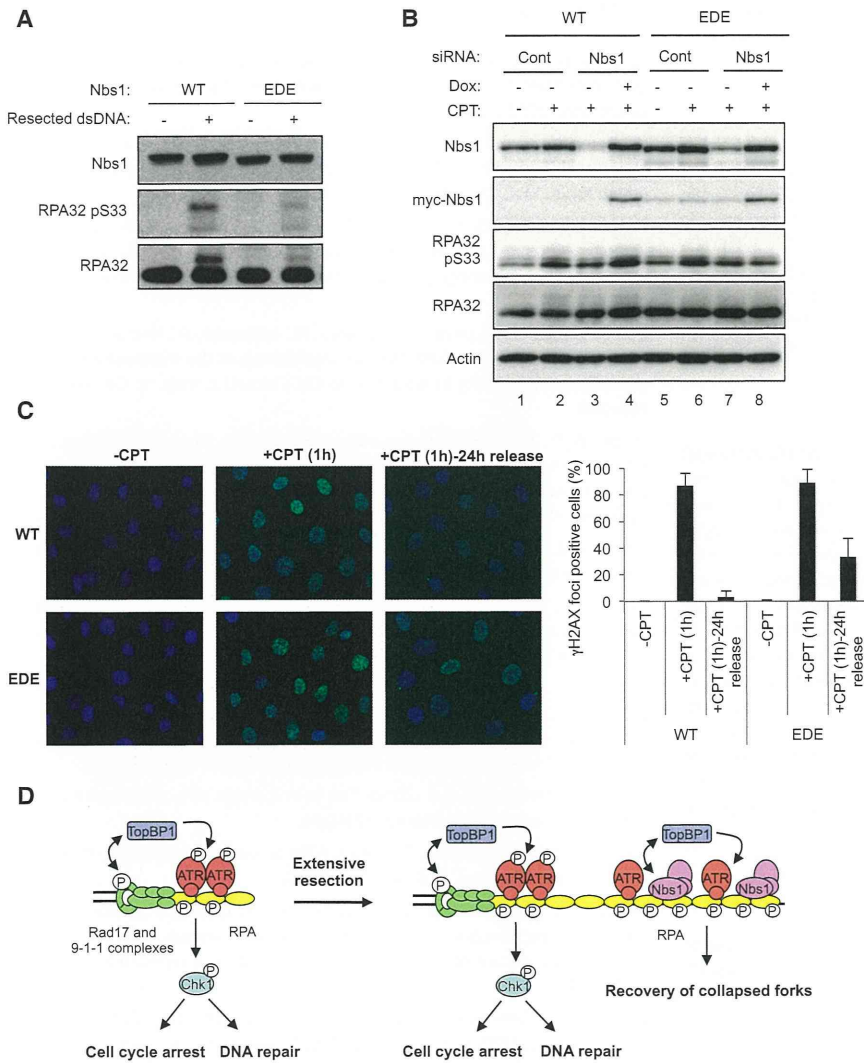 A
Nbs1: WT EDE
Resected dsDNA: - + - +
Nbs1
RPA32 pS33
RPA32
B
WT EDE
siRNA: Cont Nbs1 Cont Nbs1
Dox: - - - + - - - +
CPT: - + + + - + + +
Nbs1
myc-Nbs1
RPA32
pS33
RPA32
Actin
1 2 3 4 5 6 7 8
C
-CPT +CPT (1h) +CPT (1h)-24h release
WT
EDE
γH2AX foci positive cells (%)
100
80
60
40
20
0
-CPT
+CPT (1h)
+CPT (1h)-24h
release
-CPT
+CPT (1h)
+CPT (1h)-24h
release
WT EDE
D
TopBP1
P
P P
ATR ATR
P P
Rad17 and
9-1-1 complexes
RPA
P
Chk1
Cell cycle arrest DNA repair
Extensive
resection
TopBP1 TopBP1
P P P
ATR ATR ATR Nbs1 ATR Nbs1
P P P P P P P P
RPA
P
Chk1
Recovery of collapsed forks
Cell cycle arrest DNA repair